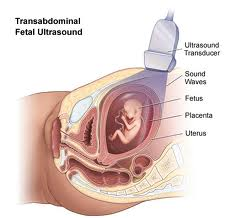 Transabdominal
Fetal Ultrasound
Ultrasound
Transducer
Sound
Waves
Fetus
Placenta
Uterus